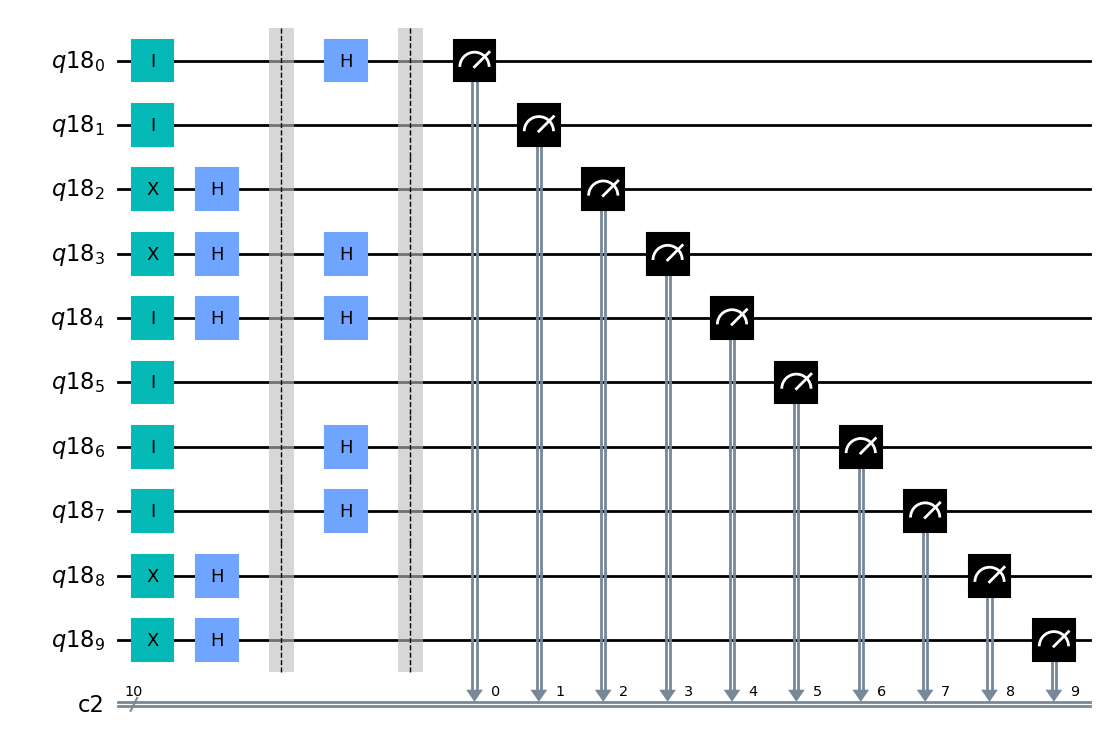 q18₀ I H
q18₁ I
q18₂ X H
q18₃ X H H
q18₄ I H H
q18₅ I
q18₆ I H
q18₇ I H
q18₈ X H
q18₉ X H
c2 10 0 1 2 3 4 5 6 7 8 9